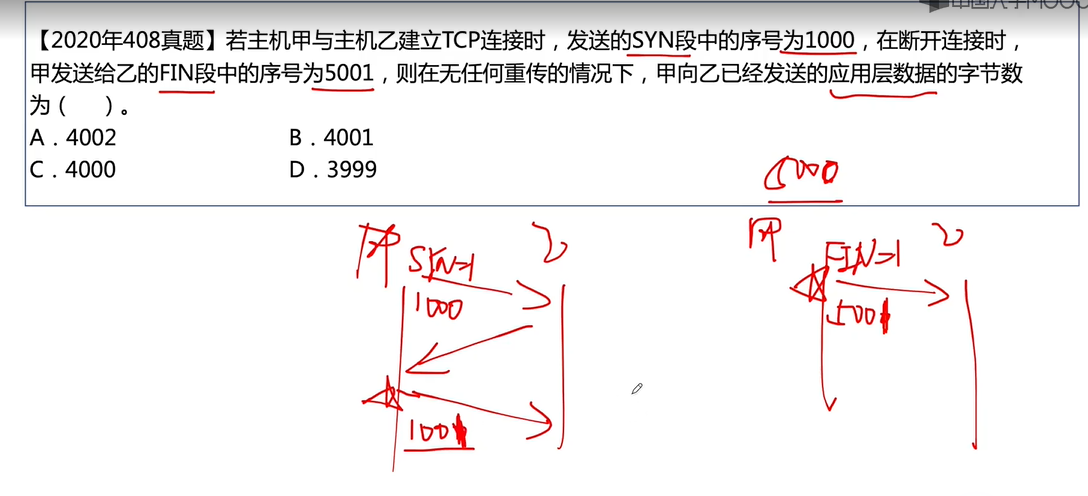 中国大学MOOC
【2020年408真题】若主机甲与主机乙建立TCP连接时，发送的SYN段中的序号为1000，在断开连接时，
甲发送给乙的FIN段中的序号为5001，则在无任何重传的情况下，甲向乙已经发送的应用层数据的字节数
为（ ）。
A．4002 B．4001
C．4000 D．3999
5000
甲 乙 甲 乙
SYN=1 FIN=1
1000 5001
1001